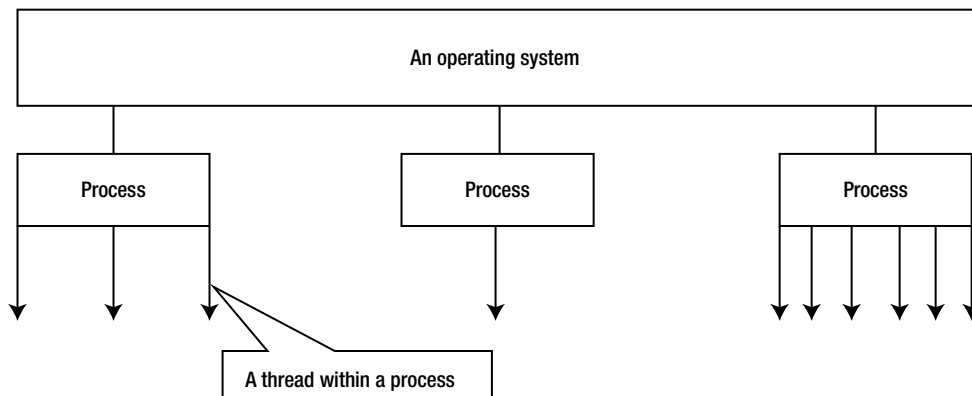 An operating system
Process
Process
Process
A thread within a process